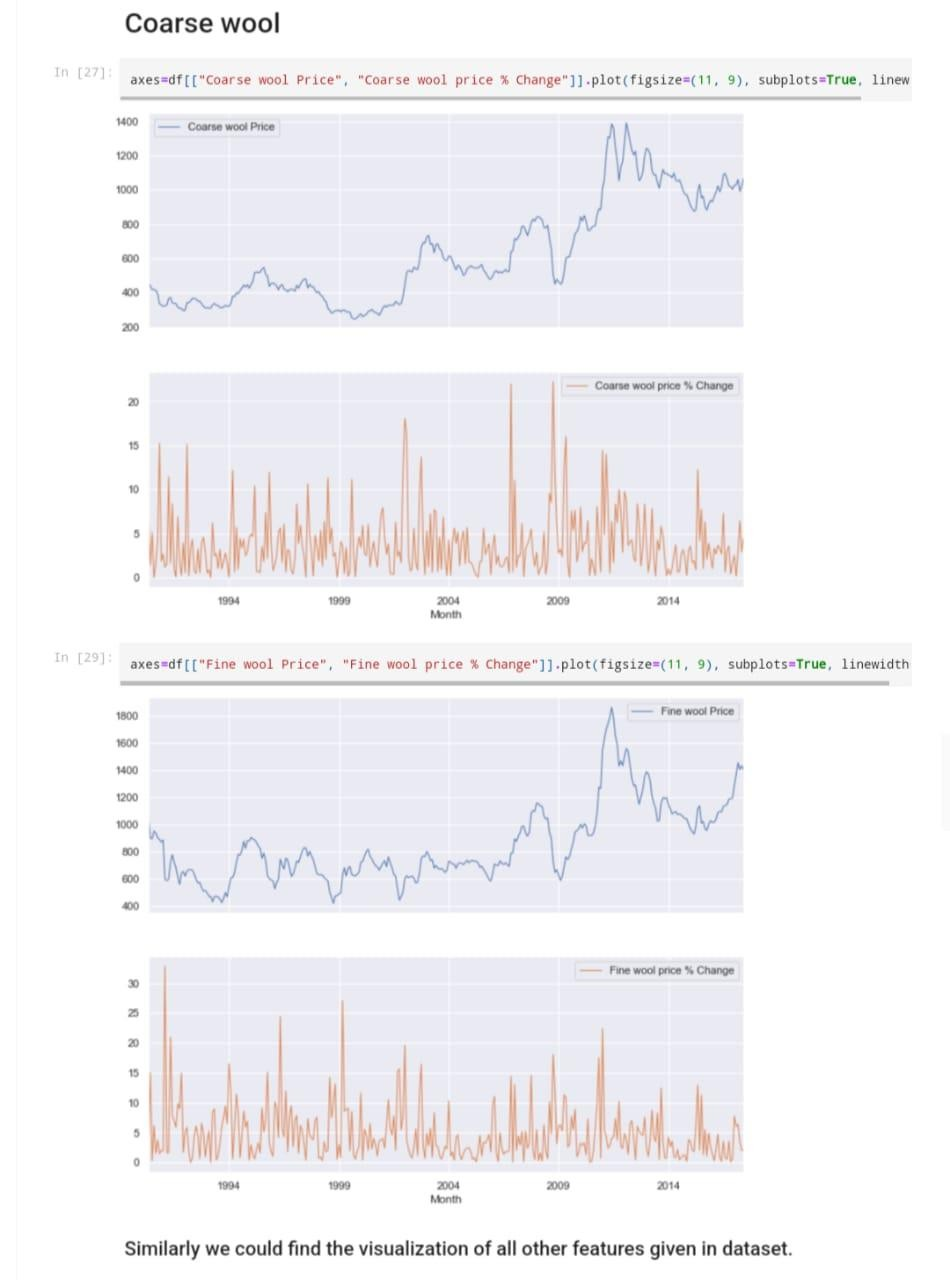 Coarse wool
In [27]:
axes=df[["Coarse wool Price", "Coarse wool price % Change"]].plot(figsize=(11, 9), subplots=True, linew
Coarse wool Price
1400
1200
1000
800
600
400
200
Coarse wool price % Change
20
15
10
5
0
1994 1999 2004 2009 2014
Month
In [29]:
axes=df[["Fine wool Price", "Fine wool price % Change"]].plot(figsize=(11, 9), subplots=True, linewidth
Fine wool Price
1800
1600
1400
1200
1000
800
600
400
Fine wool price % Change
30
25
20
15
10
5
0
1994 1999 2004 2009 2014
Month
Similarly we could find the visualization of all other features given in dataset.